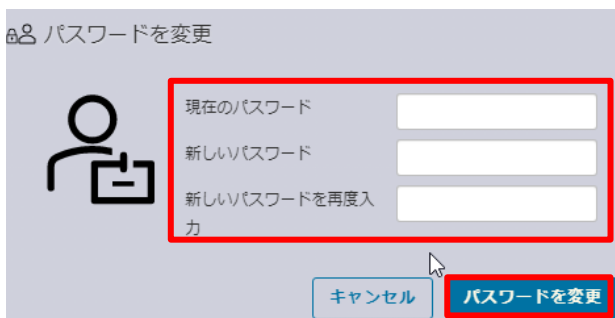 パスワードを変更
現在のパスワード
新しいパスワード
新しいパスワードを再度入
力
キャンセル パスワードを変更